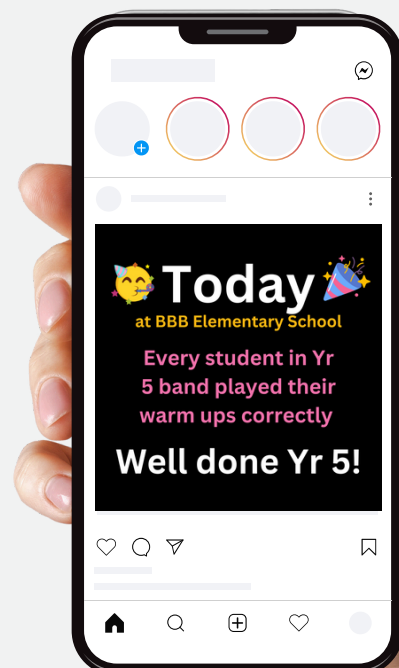 Today
at BBB Elementary School
Every student in Yr
5 band played their
warm ups correctly
Well done Yr 5!